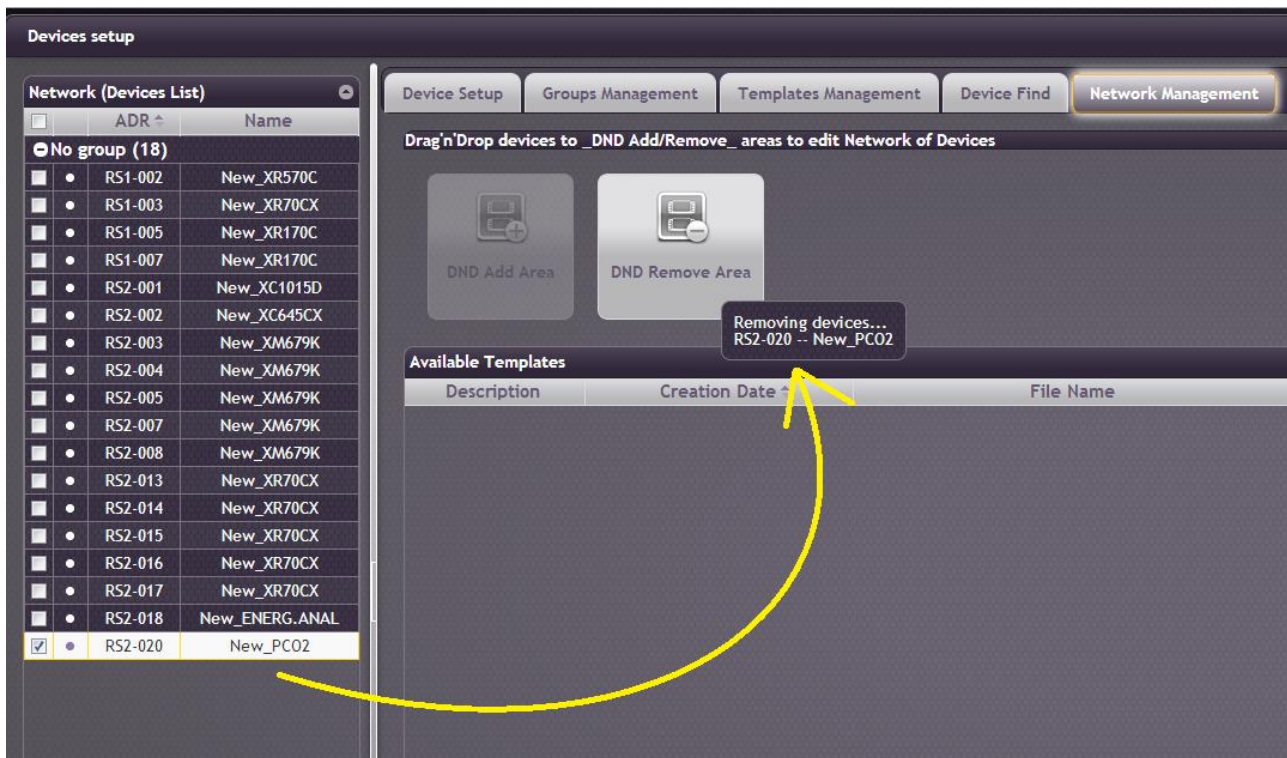 Devices setup
Network (Devices List)
ADR Name
No group (18)
RS1-002 New_XR570C
RS1-003 New_XR70CX
RS1-005 New_XR170C
RS1-007 New_XR170C
RS2-001 New_XC1015D
RS2-002 New_XC645CX
RS2-003 New_XM679K
RS2-004 New_XM679K
RS2-005 New_XM679K
RS2-007 New_XM679K
RS2-008 New_XM679K
RS2-013 New_XR70CX
RS2-014 New_XR70CX
RS2-015 New_XR70CX
RS2-016 New_XR70CX
RS2-017 New_XR70CX
RS2-018 New_ENERG.ANAL
RS2-020 New_PCO2
Device Setup Groups Management Templates Management Device Find Network Management
Drag'n'Drop devices to _DND Add/Remove_ areas to edit Network of Devices
DND Add Area DND Remove Area
Removing devices...
RS2-020 -- New_PCO2
Available Templates
Description Creation Date File Name